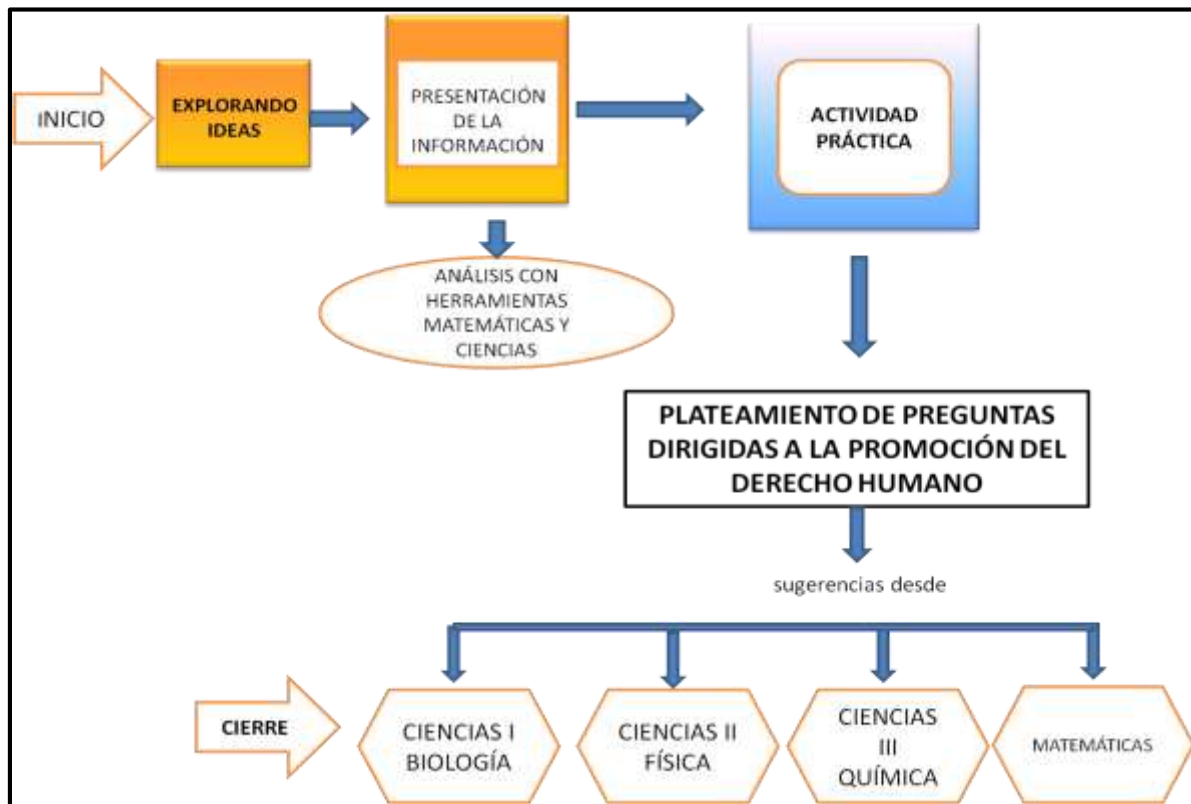 INICIO
EXPLORANDO
IDEAS
PRESENTACIÓN
DE LA
INFORMACIÓN
ACTIVIDAD
PRÁCTICA
ANÁLISIS CON
HERRAMIENTAS
MATEMÁTICAS Y
CIENCIAS
PLATEAMIENTO DE PREGUNTAS
DIRIGIDAS A LA PROMOCIÓN DEL
DERECHO HUMANO
sugerencias desde
CIERRE
CIENCIAS I
BIOLOGÍA
CIENCIAS II
FÍSICA
CIENCIAS
III
QUÍMICA
MATEMÁTICAS